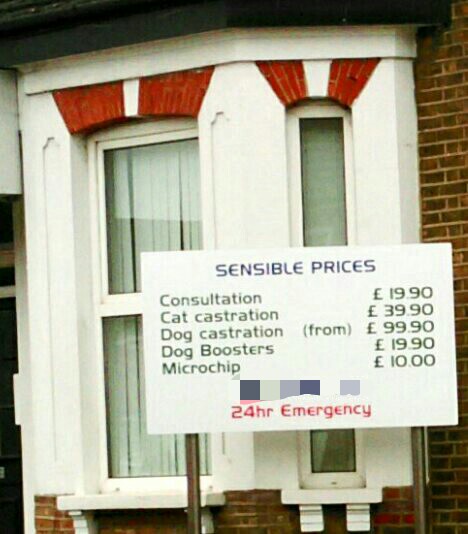 SENSIBLE PRICES
Consultation £ 19.90
Cat castration £ 39.90
Dog castration (from) £ 99.90
Dog Boosters £ 19.90
Microchip £ 10.00
24hr Emergency